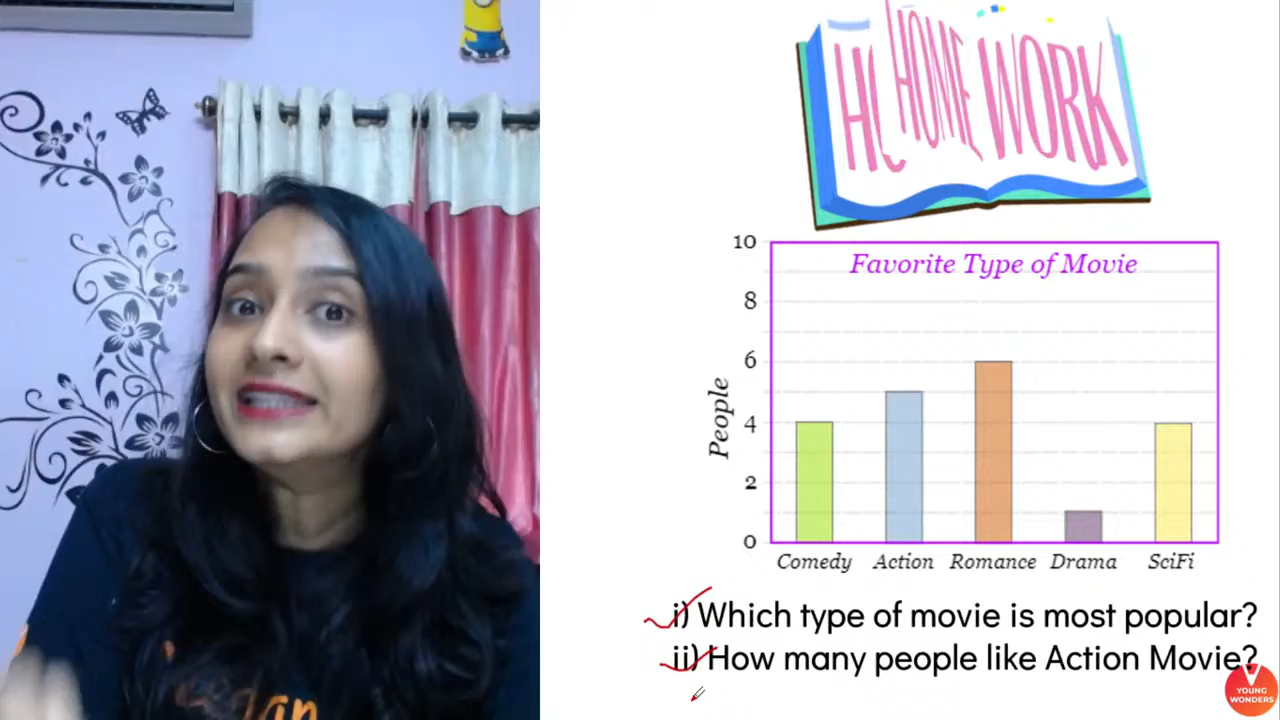 HOME WORK
10
Favorite Type of Movie
8
6
4
2
0
People
Comedy Action Romance Drama SciFi
i) Which type of movie is most popular?
ii) How many people like Action Movie?
V
YOUNG
WONDERS